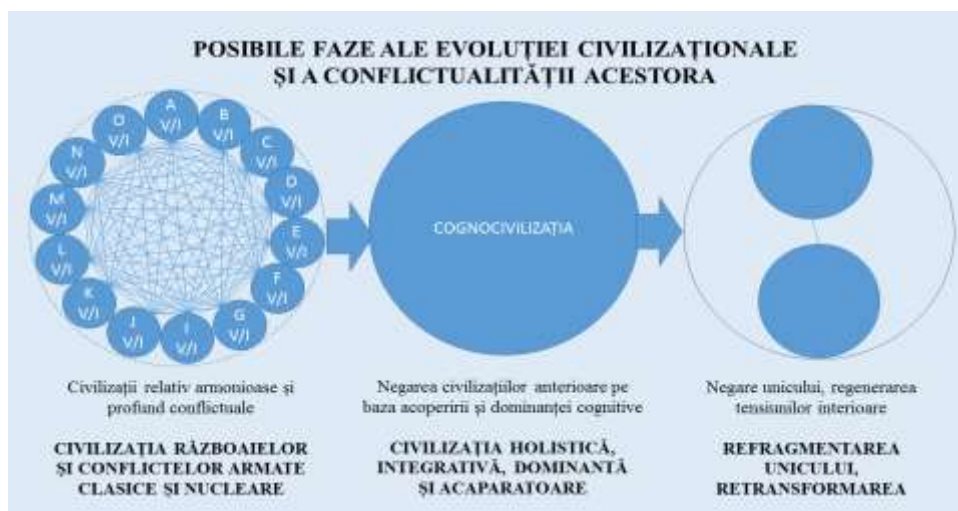 POSIBILE FAZE ALE EVOLUȚIEI CIVILIZAȚIONALE
ȘI A CONFLICTUALITĂȚII ACESTORA
A
V/I
B
V/I
C
V/I
D
V/I
E
V/I
F
V/I
G
V/I
I
V/I
J
V/I
K
V/I
L
V/I
M
V/I
N
V/I
O
V/I
COGNOCIVILIZAȚIA
Civilizații relativ armonioase și
profund conflictuale
CIVILIZAȚIA RĂZBOAIELOR
ȘI CONFLICTELOR ARMATE
CLASICE ȘI NUCLEARE
Negarea civilizațiilor anterioare pe
baza acoperirii și dominanței cognitive
CIVILIZAȚIA HOLISTICĂ,
INTEGRATIVĂ, DOMINANTĂ
ȘI ACAPARATOARE
Negare unicului, regenerarea
tensiunilor interioare
REFRAGMENTAREA
UNICULUI,
RETRANSFORMAREA